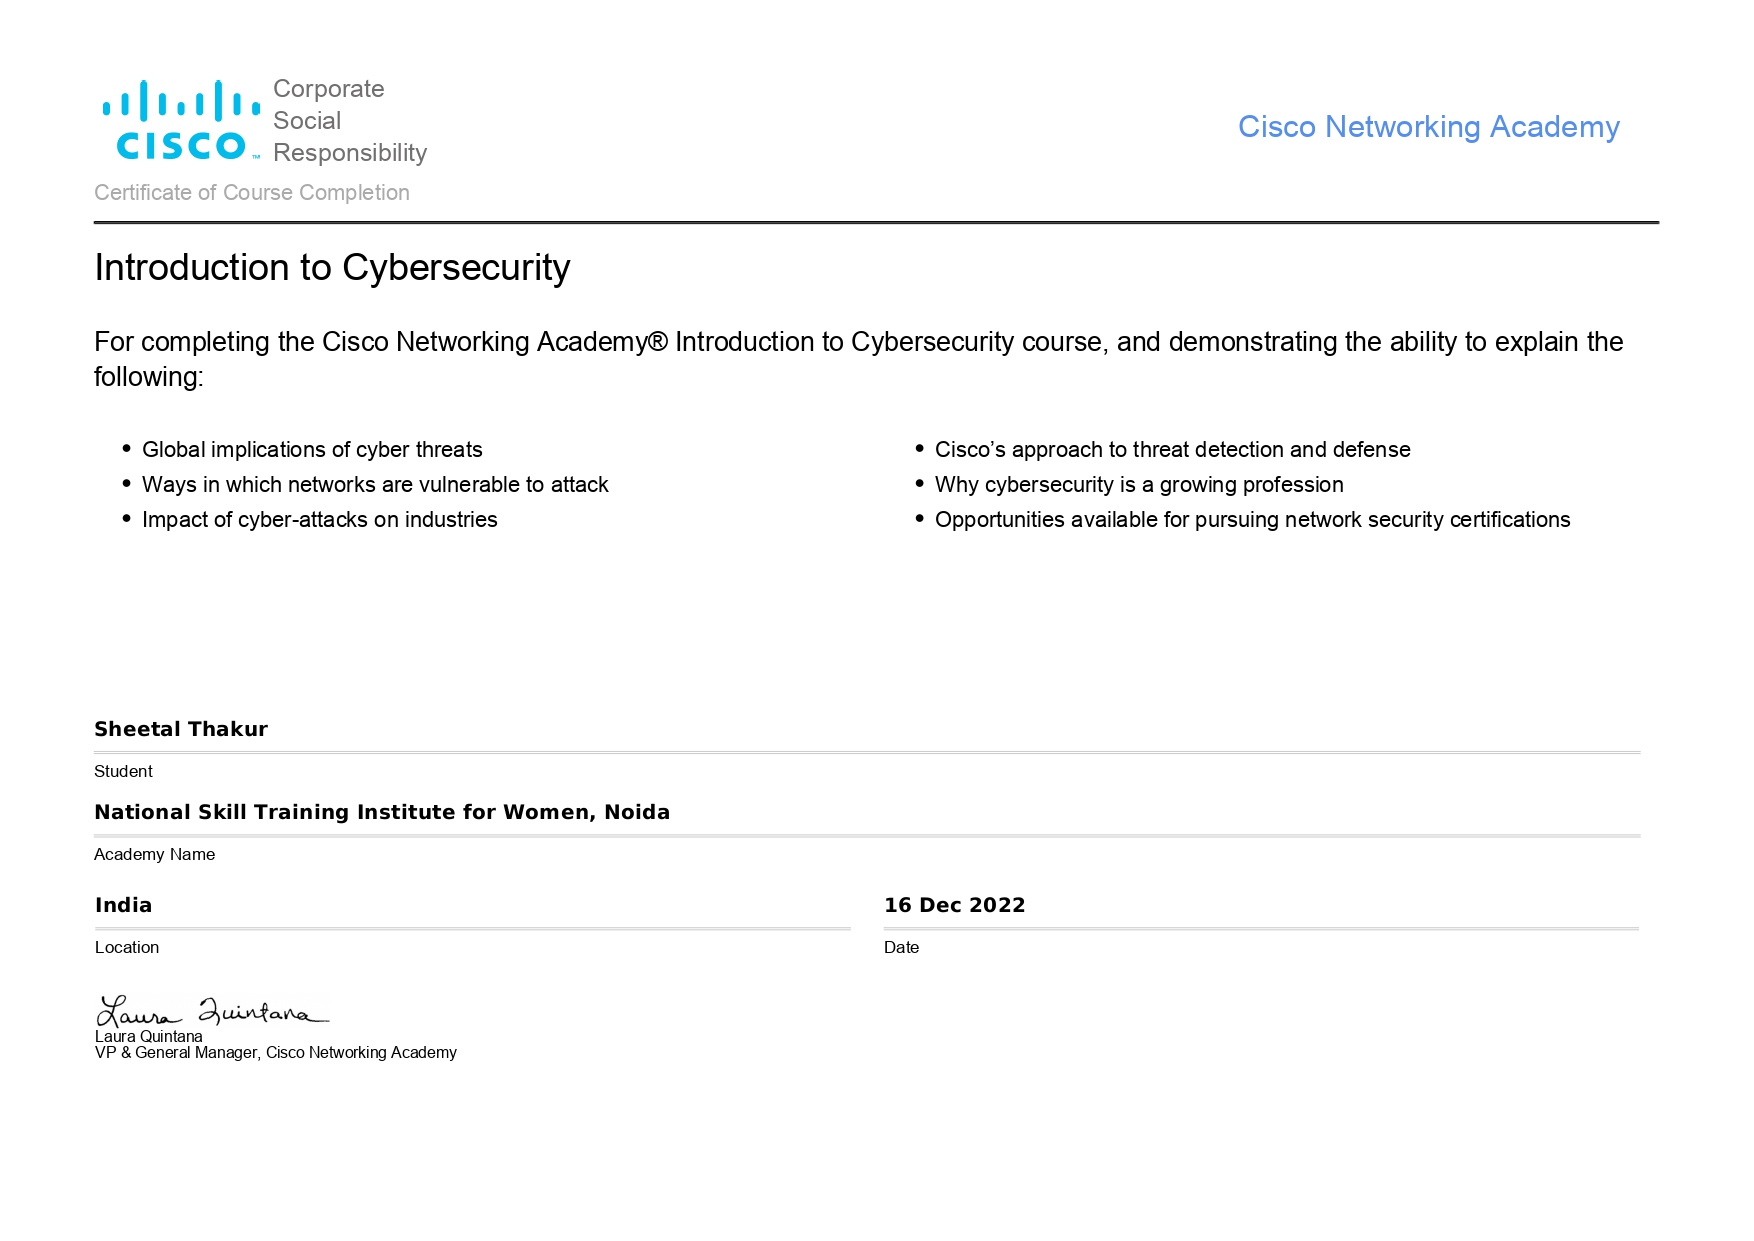 CISCO™
Corporate
Social
Responsibility
Cisco Networking Academy
Certificate of Course Completion
Introduction to Cybersecurity
For completing the Cisco Networking Academy® Introduction to Cybersecurity course, and demonstrating the ability to explain the
following:
• Global implications of cyber threats
• Ways in which networks are vulnerable to attack
• Impact of cyber-attacks on industries
• Cisco’s approach to threat detection and defense
• Why cybersecurity is a growing profession
• Opportunities available for pursuing network security certifications
Sheetal Thakur
Student
National Skill Training Institute for Women, Noida
Academy Name
India
Location
16 Dec 2022
Date
Laura Quintana
Laura Quintana
VP & General Manager, Cisco Networking Academy